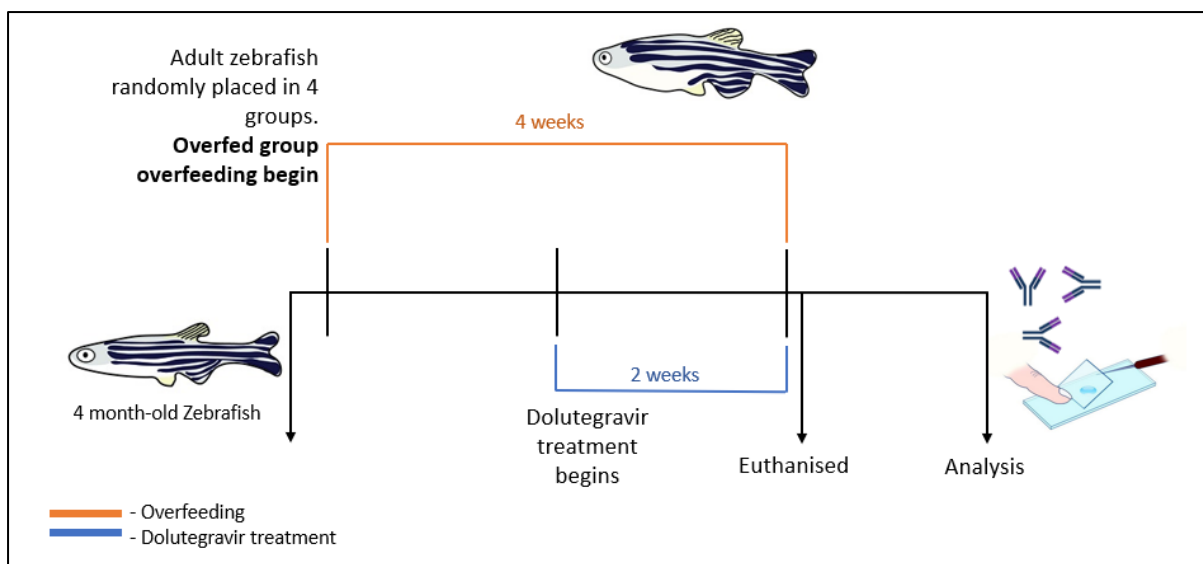 Adult zebrafish
randomly placed in 4
groups.
Overfed group
overfeeding begin
4 weeks
4 month-old Zebrafish
2 weeks
Dolutegravir
treatment
begins
Euthanised
Analysis
- Overfeeding
- Dolutegravir treatment